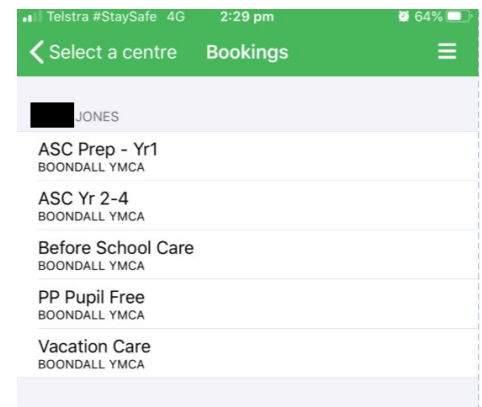 Telstra #StaySafe 4G 2:29 pm 64%
Select a centre Bookings
JONES
ASC Prep - Yr1
BOONDALL YMCA
ASC Yr 2-4
BOONDALL YMCA
Before School Care
BOONDALL YMCA
PP Pupil Free
BOONDALL YMCA
Vacation Care
BOONDALL YMCA